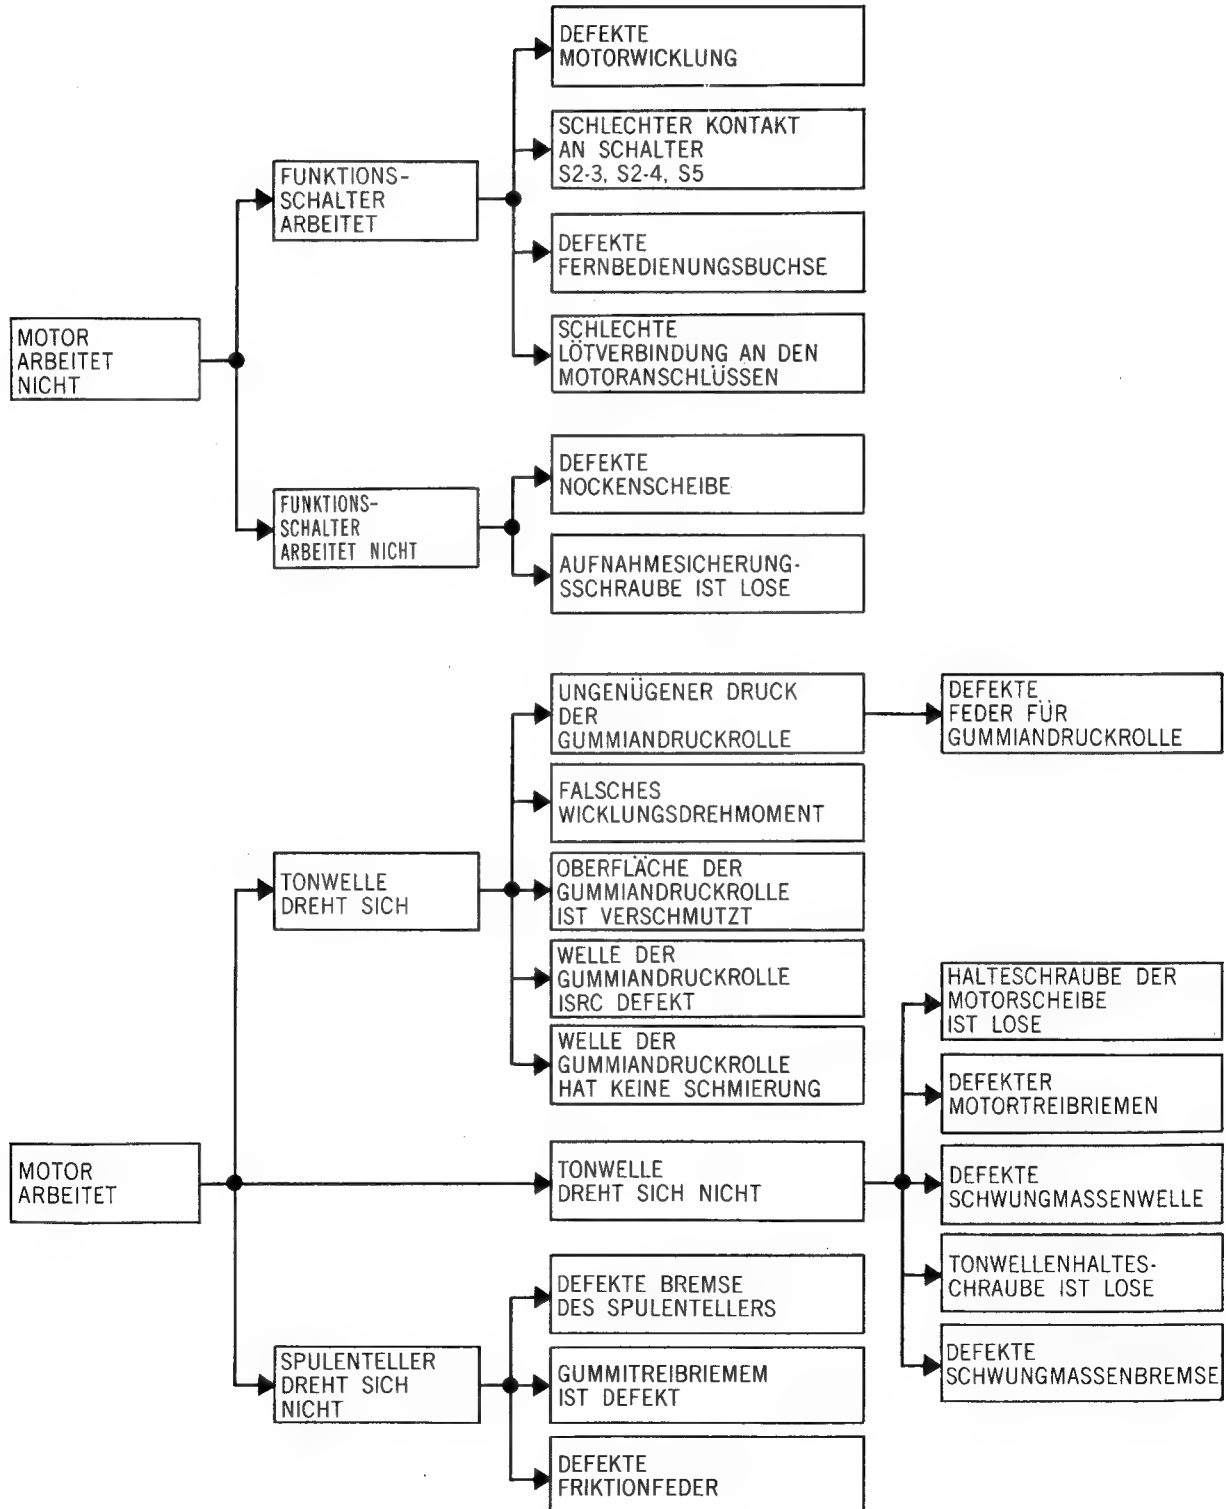 MOTOR
ARBEITET
NICHT
FUNKTIONS-
SCHALTER
ARBEITET
DEFEKTE
MOTORWICKLUNG
SCHLECHTER KONTAKT
AN SCHALTER
S2-3, S2-4, S5
DEFEKTE
FERNBEDIENUNGSBUCHSE
SCHLECHTE
LÖTVERBINDUNG AN DEN
MOTORANSCHLÜSSEN
FUNKTIONS-
SCHALTER
ARBEITET NICHT
DEFEKTE
NOCKENSCHEIBE
AUFNAHMESICHERUNG-
SSCHRAUBE IST LOSE
MOTOR
ARBEITET
TONWELLE
DREHT SICH
UNGENÜGENER DRUCK
DER
GUMMIANDRUCKROLLE
DEFEKTE
FEDER FÜR
GUMMIANDRUCKROLLE
FALSCHES
WICKLUNGSDREHMOMENT
OBERFLÄCHE DER
GUMMIANDRUCKROLLE
IST VERSCHMUTZT
WELLE DER
GUMMIANDRUCKROLLE
ISRC DEFEKT
WELLE DER
GUMMIANDRUCKROLLE
HAT KEINE SCHMIERUNG
TONWELLE
DREHT SICH NICHT
HALTESCHRAUBE DER
MOTORSCHEIBE
IST LOSE
DEFEKTER
MOTORTREIBRIEMEN
DEFEKTE
SCHWUNGMASSENWELLE
TONWELLENHALTES-
CHRAUBE IST LOSE
DEFEKTE
SCHWUNGMASSENBREMSE
SPULENTELLER
DREHT SICH
NICHT
DEFEKTE BREMSE
DES SPULENTELLERS
GUMMITREIBRIEMEM
IST DEFEKT
DEFEKTE
FRIKTIONFEDER